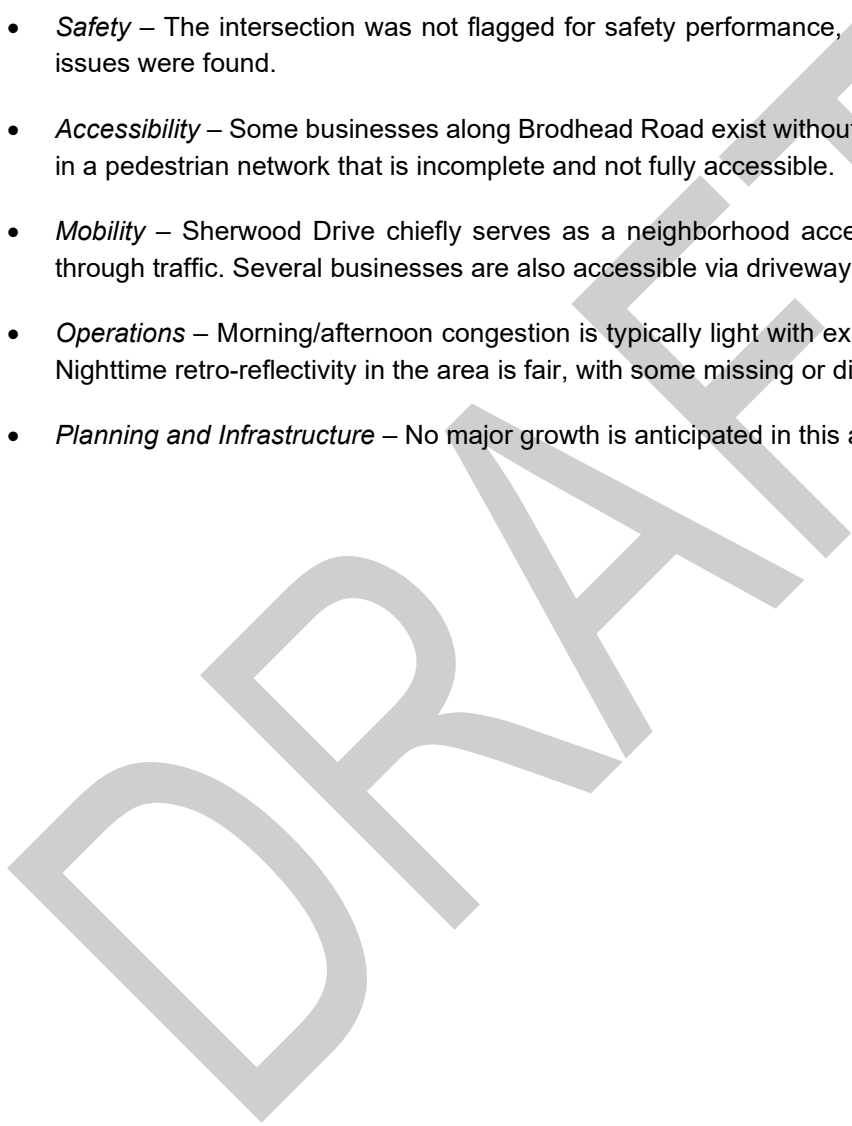 • Safety – The intersection was not flagged for safety performance,
issues were found.
• Accessibility – Some businesses along Brodhead Road exist without
in a pedestrian network that is incomplete and not fully accessible.
• Mobility – Sherwood Drive chiefly serves as a neighborhood
through traffic. Several businesses are also accessible via driveway
• Operations – Morning/afternoon congestion is typically light with
Nighttime retro-reflectivity in the area is fair, with some missing or
• Planning and Infrastructure – No major growth is anticipated in this
DRAFT